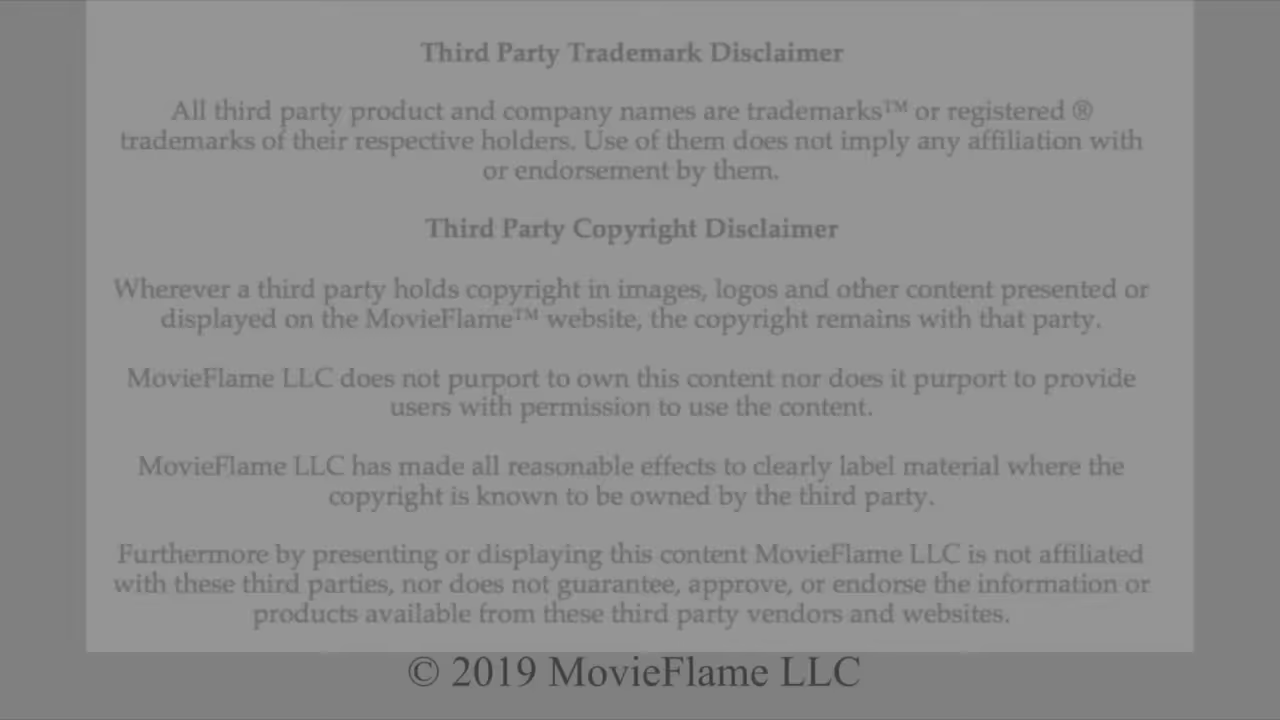 Third Party Trademark Disclaimer
All third party product and company names are trademarks™ or registered ®
trademarks of their respective holders. Use of them does not imply any affiliation with
or endorsement by them.
Third Party Copyright Disclaimer
Wherever a third party holds copyright in images, logos and other content presented or
displayed on the MovieFlame™ website, the copyright remains with that party.
MovieFlame LLC does not purport to own this content nor does it purport to provide
users with permission to use the content.
MovieFlame LLC has made all reasonable effects to clearly label material where the
copyright is known to be owned by the third party.
Furthermore by presenting or displaying this content MovieFlame LLC is not affiliated
with these third parties, nor does not guarantee, approve, or endorse the information or
products available from these third party vendors and websites.
© 2019 MovieFlame LLC